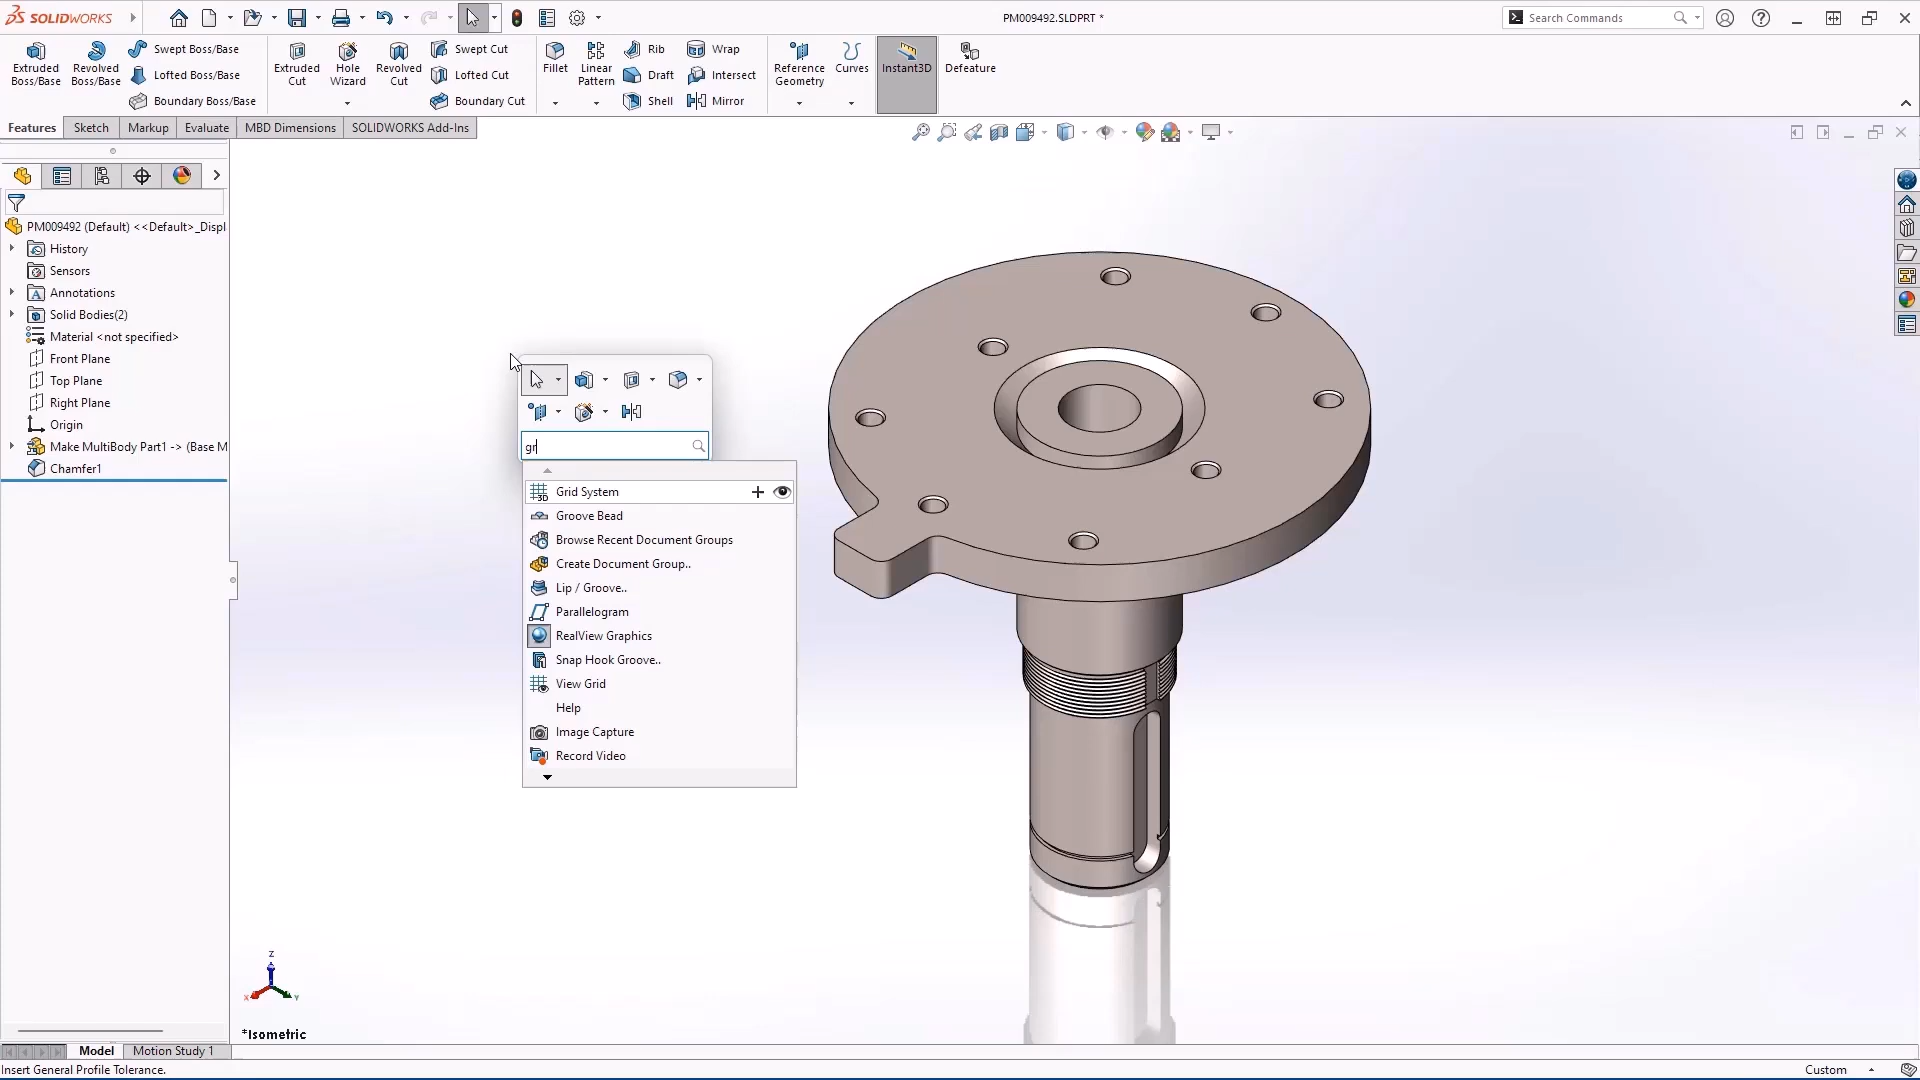 SOLIDWORKS
PM009492.SLDPRT *
Search Commands
Extruded Boss/Base
Revolved Boss/Base
Swept Boss/Base
Lofted Boss/Base
Boundary Boss/Base
Extruded Cut
Hole Wizard
Revolved Cut
Swept Cut
Lofted Cut
Boundary Cut
Fillet
Linear Pattern
Rib
Draft
Shell
Wrap
Intersect
Mirror
Reference Geometry
Curves
Instant3D
Defeature
Features
Sketch
Markup
Evaluate
MBD Dimensions
SOLIDWORKS Add-Ins
PM009492 (Default) <<Default>_Displ
History
Sensors
Annotations
Solid Bodies(2)
Material <not specified>
Front Plane
Top Plane
Right Plane
Origin
Make MultiBody Part1 -> (Base M
Chamfer1
gr
Grid System
Groove Bead
Browse Recent Document Groups
Create Document Group..
Lip / Groove..
Parallelogram
RealView Graphics
Snap Hook Groove..
View Grid
Help
Image Capture
Record Video
Z
X
Y
*Isometric
Model
Motion Study 1
Insert General Profile Tolerance.
Custom